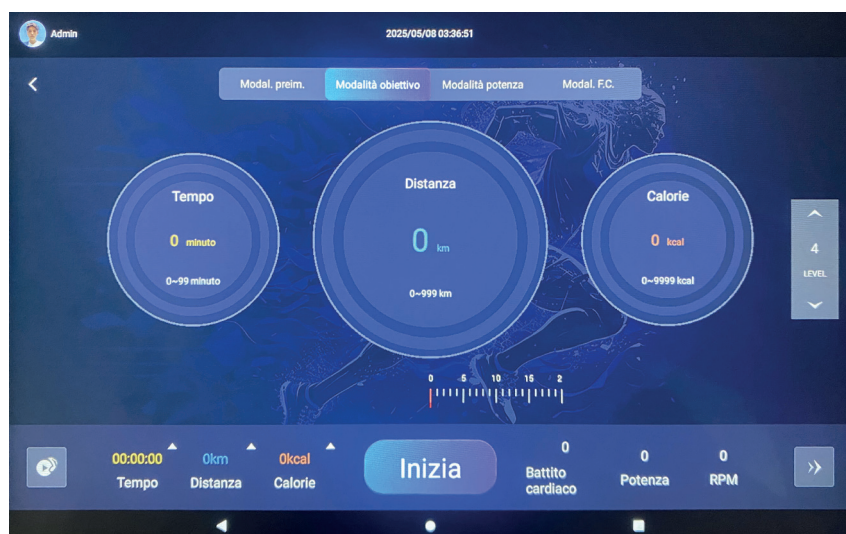 Admin
2025/05/08 03:36:51
Modal. preim.
Modalità obiettivo
Modalità potenza
Modal. F.C.
Tempo
0 minuto
0~99 minuto
Distanza
0 km
0~999 km
Calorie
0 kcal
0~9999 kcal
4
LEVEL
0 5 10 15 2
00:00:00
Tempo
0km
Distanza
0kcal
Calorie
Inizia
0
Battito
cardiaco
0
Potenza
0
RPM